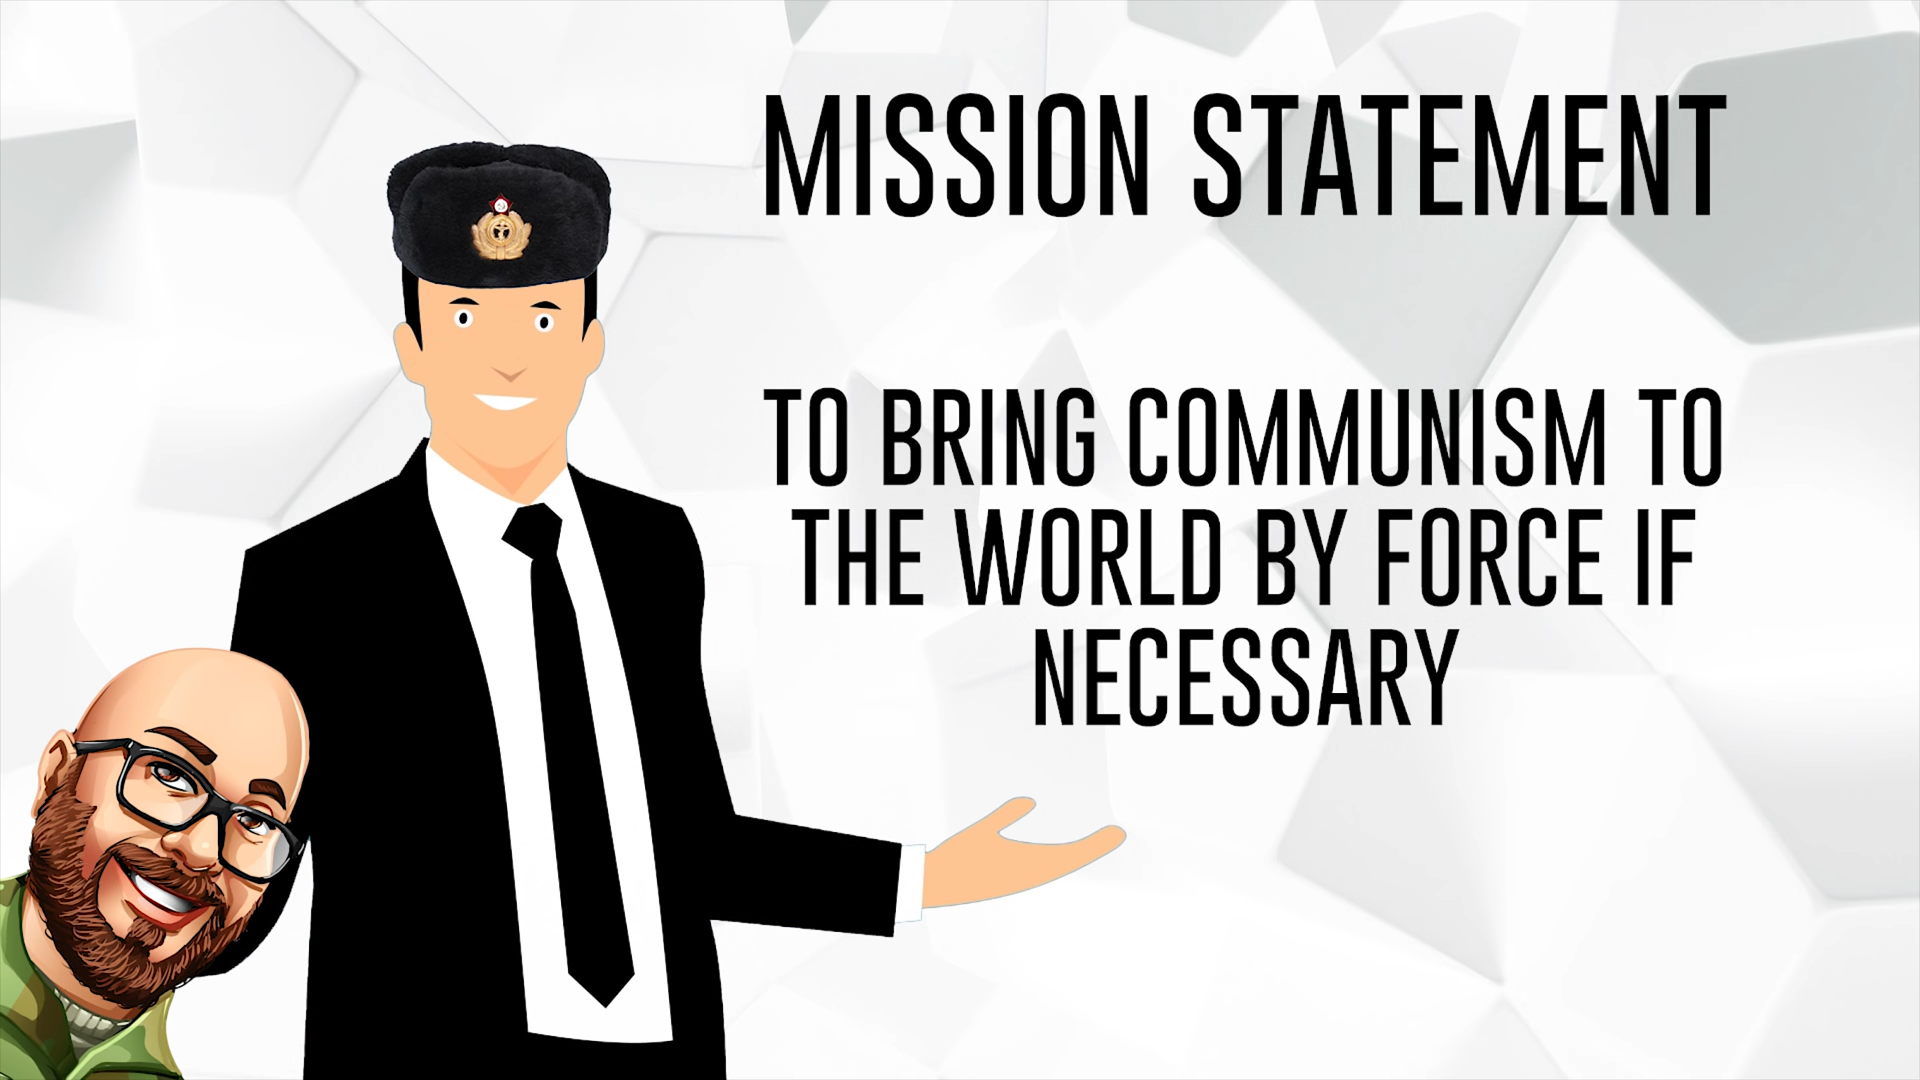 MISSION STATEMENT
TO BRING COMMUNISM TO
THE WORLD BY FORCE IF
NECESSARY